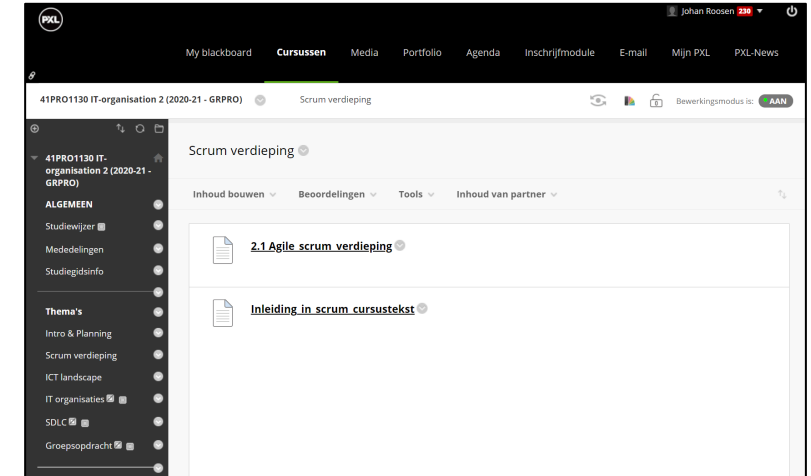 PXL
Johan Roosen 230
My blackboard Cursussen Media Portfolio Agenda Inschrijfmodule E-mail Mijn PXL PXL-News
41PRO1130 IT-organisation 2 (2020-21 - GRPRO) Scrum verdieping Bewerkingsmodus is: AAN
41PRO1130 IT-
organisation 2 (2020-21 -
GRPRO)
ALGEMEEN
Studiewijzer
Mededelingen
Studiegidsinfo
Thema's
Intro & Planning
Scrum verdieping
ICT landscape
IT organisaties
SDLC
Groepsopdracht
Scrum verdieping
Inhoud bouwen Beoordelingen Tools Inhoud van partner
2.1 Agile scrum verdieping
Inleiding in scrum cursustekst